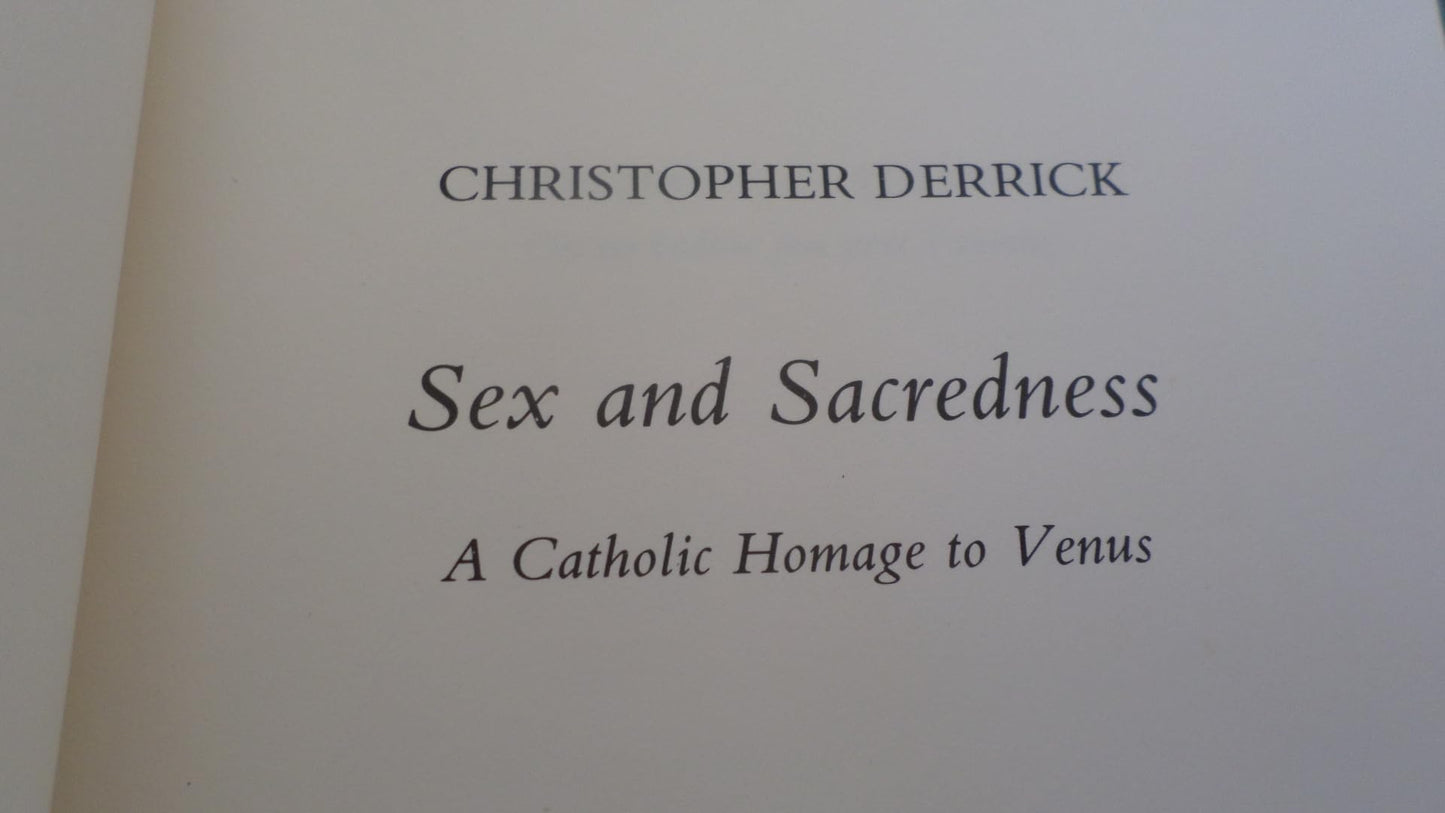 CHRISTOPHER DERRICK
Sex and Sacredness
A Catholic Homage to Venus